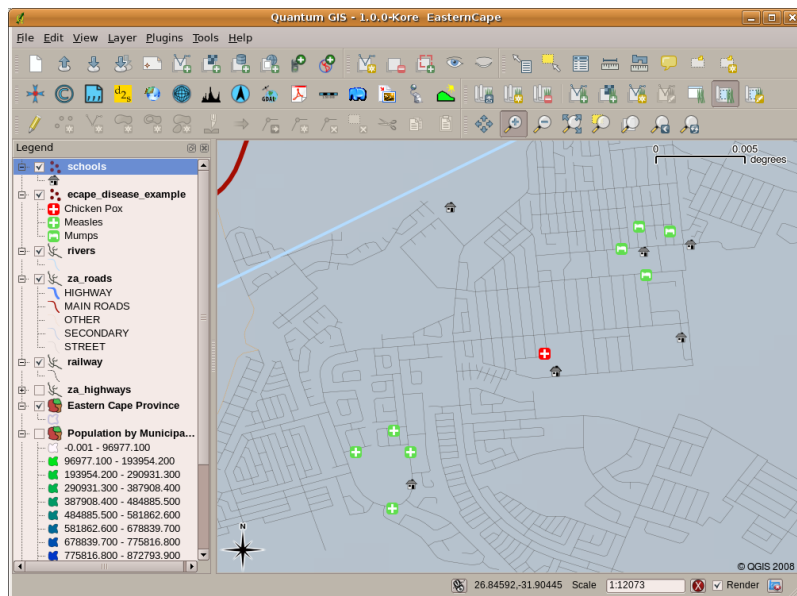 Quantum GIS - 1.0.0-Kore EasternCape
File Edit View Layer Plugins Tools Help
d2s
GDAL
Legend
schools
ecape_disease_example
Chicken Pox
Measles
Mumps
rivers
za_roads
HIGHWAY
MAIN ROADS
OTHER
SECONDARY
STREET
railway
za_highways
Eastern Cape Province
Population by Municipa...
-0.001 - 96977.100
96977.100 - 193954.200
193954.200 - 290931.300
290931.300 - 387908.400
387908.400 - 484885.500
484885.500 - 581862.600
581862.600 - 678839.700
678839.700 - 775816.800
775816.800 - 872793.900
0 0.005
degrees
N
© QGIS 2008
26.84592,-31.90445 Scale 1:12073 Render